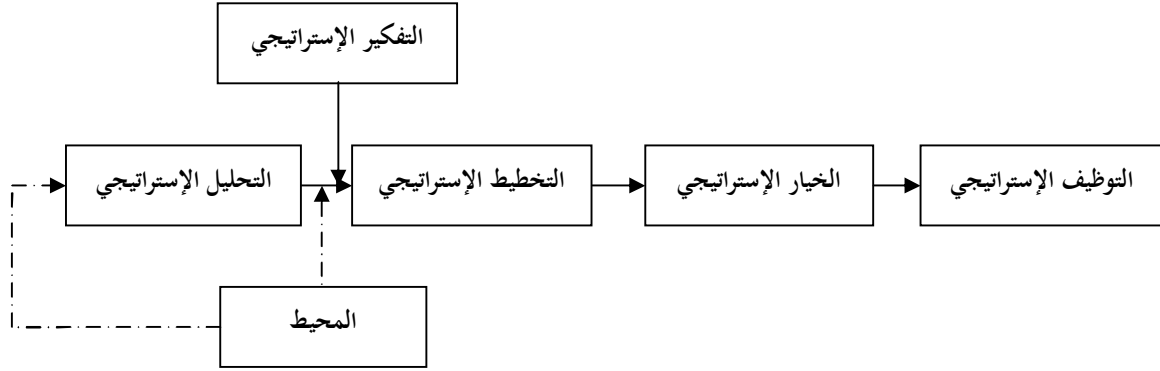 التفكير الإستراتيجي
التحليل الإستراتيجي
التخطيط الإستراتيجي
الخيار الإستراتيجي
التوظيف الإستراتيجي
المحيط